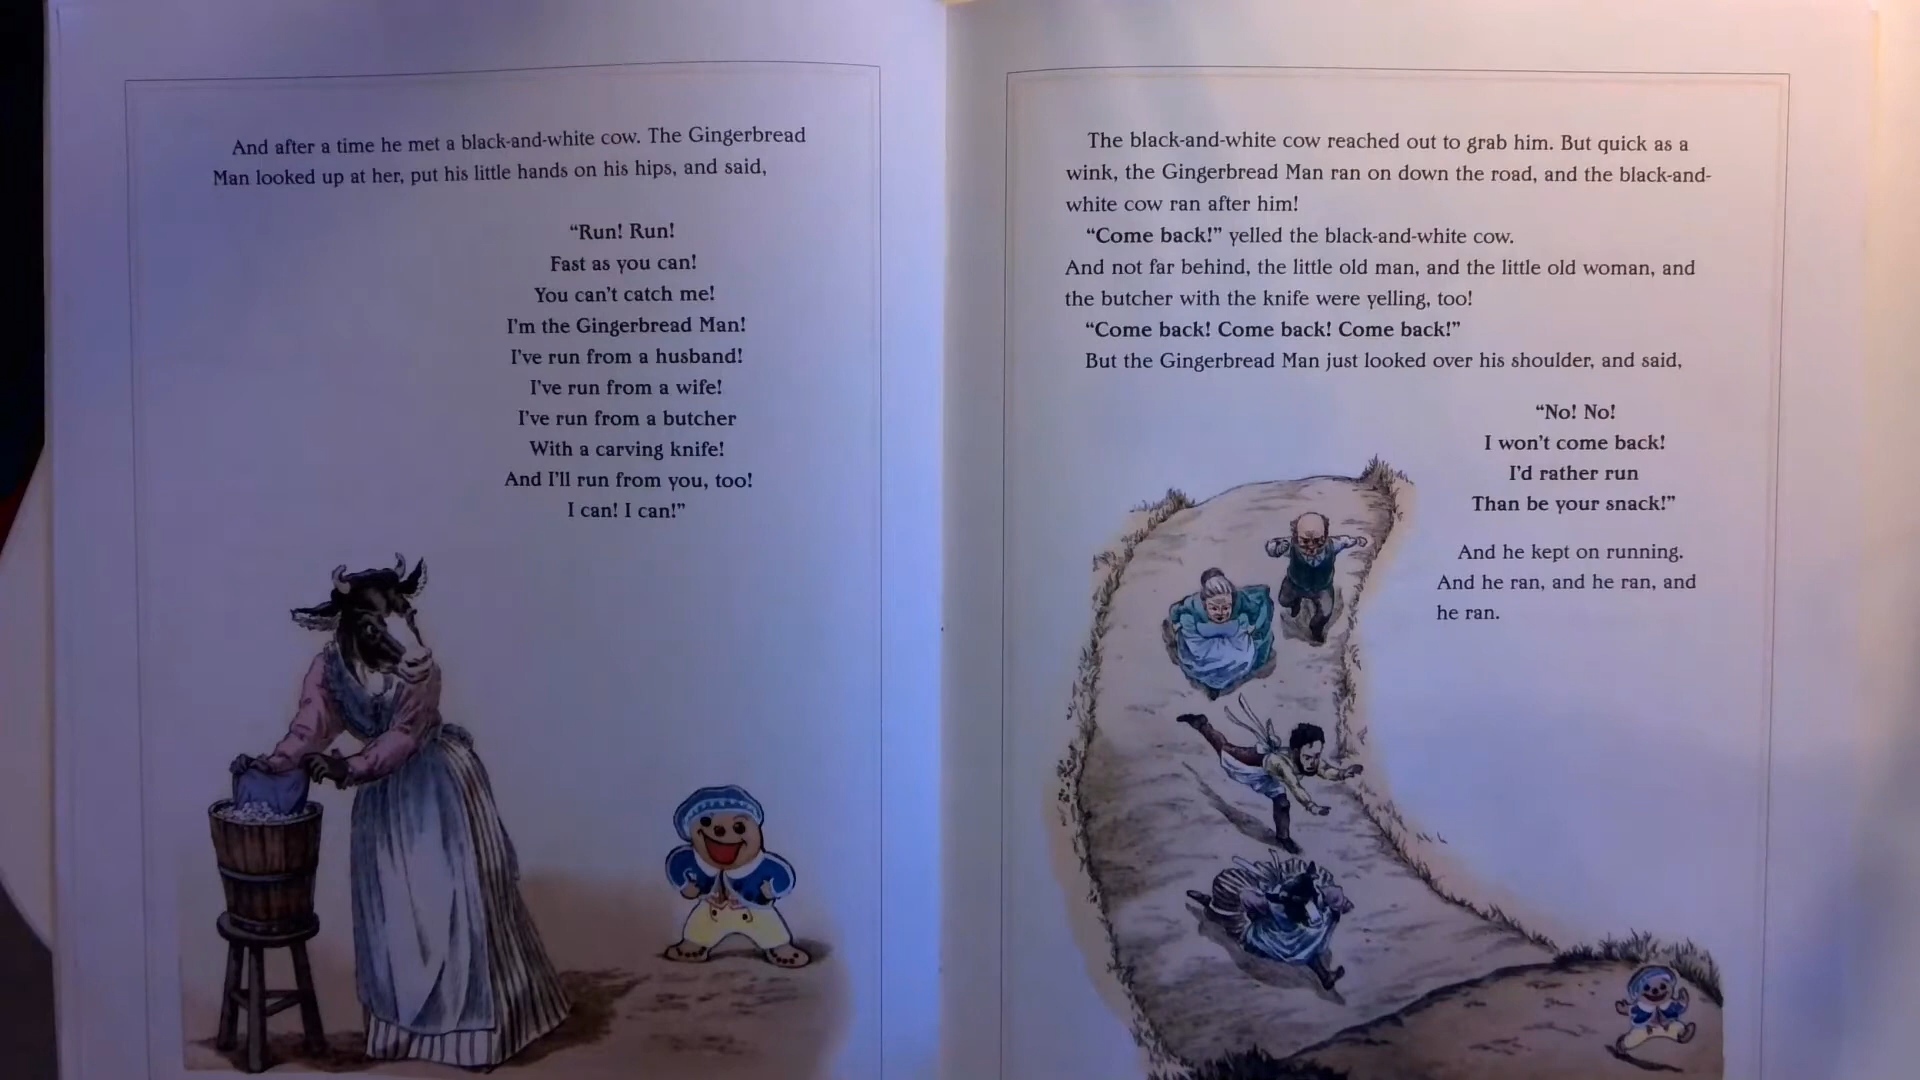 And after a time he met a black-and-white cow. The Gingerbread
Man looked up at her, put his little hands on his hips, and said,
“Run! Run!
Fast as you can!
You can’t catch me!
I’m the Gingerbread Man!
I’ve run from a husband!
I’ve run from a wife!
I’ve run from a butcher
With a carving knife!
And I’ll run from you, too!
I can! I can!”
The black-and-white cow reached out to grab him. But quick as a
wink, the Gingerbread Man ran on down the road, and the black-and-
white cow ran after him!
“Come back!” yelled the black-and-white cow.
And not far behind, the little old man, and the little old woman, and
the butcher with the knife were yelling, too!
“Come back! Come back! Come back!”
But the Gingerbread Man just looked over his shoulder, and said,
“No! No!
I won’t come back!
I’d rather run
Than be your snack!”
And he kept on running.
And he ran, and he ran, and
he ran.